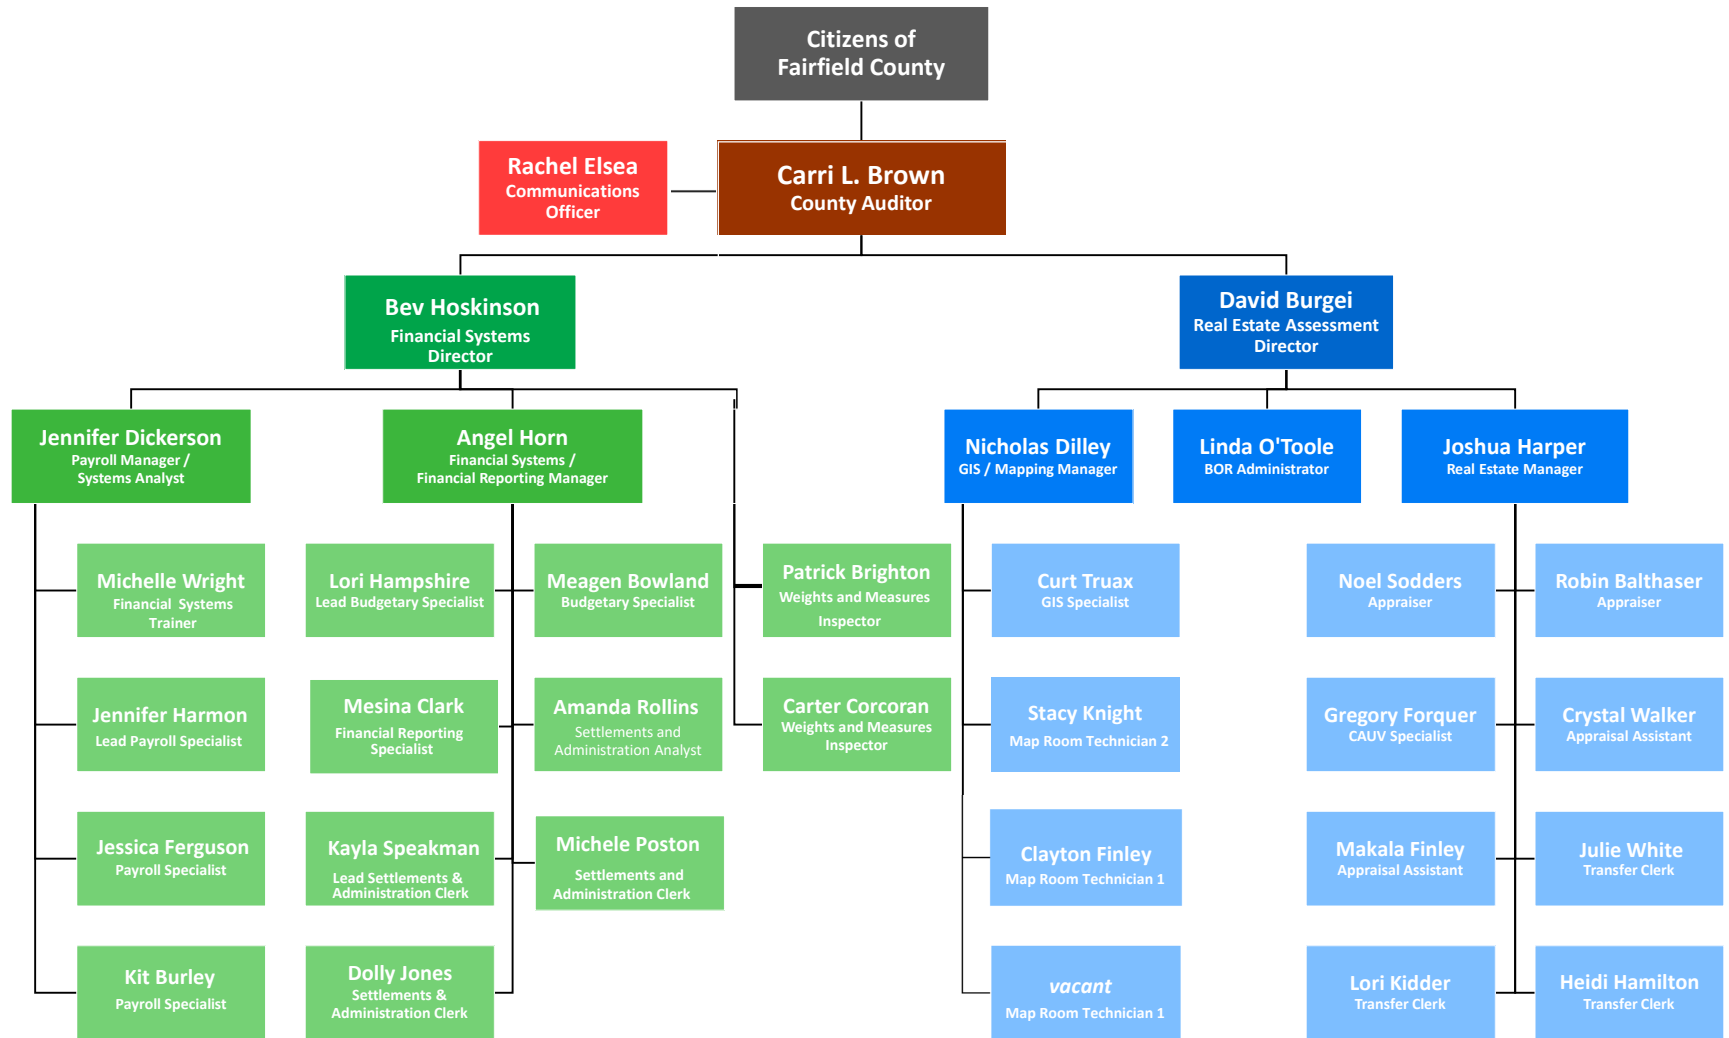 Citizens of
Fairfield County
Rachel Elsea
Communications
Officer
Carri L. Brown
County Auditor
Bev Hoskinson
Financial Systems
Director
David Burgei
Real Estate Assessment
Director
Jennifer Dickerson
Payroll Manager /
Systems Analyst
Angel Horn
Financial Systems /
Financial Reporting Manager
Nicholas Dilley
GIS / Mapping Manager
Linda O'Toole
BOR Administrator
Joshua Harper
Real Estate Manager
Michelle Wright
Financial Systems
Trainer
Lori Hampshire
Lead Budgetary Specialist
Meagen Bowland
Budgetary Specialist
Patrick Brighton
Weights and Measures
Inspector
Curt Truax
GIS Specialist
Noel Sodders
Appraiser
Robin Balthaser
Appraiser
Jennifer Harmon
Lead Payroll Specialist
Mesina Clark
Financial Reporting
Specialist
Amanda Rollins
Settlements and
Administration Analyst
Carter Corcoran
Weights and Measures
Inspector
Stacy Knight
Map Room Technician 2
Gregory Forquer
CAUV Specialist
Crystal Walker
Appraisal Assistant
Jessica Ferguson
Payroll Specialist
Kayla Speakman
Lead Settlements &
Administration Clerk
Michele Poston
Settlements and
Administration Clerk
Clayton Finley
Map Room Technician 1
Makala Finley
Appraisal Assistant
Julie White
Transfer Clerk
Kit Burley
Payroll Specialist
Dolly Jones
Settlements &
Administration Clerk
vacant
Map Room Technician 1
Lori Kidder
Transfer Clerk
Heidi Hamilton
Transfer Clerk